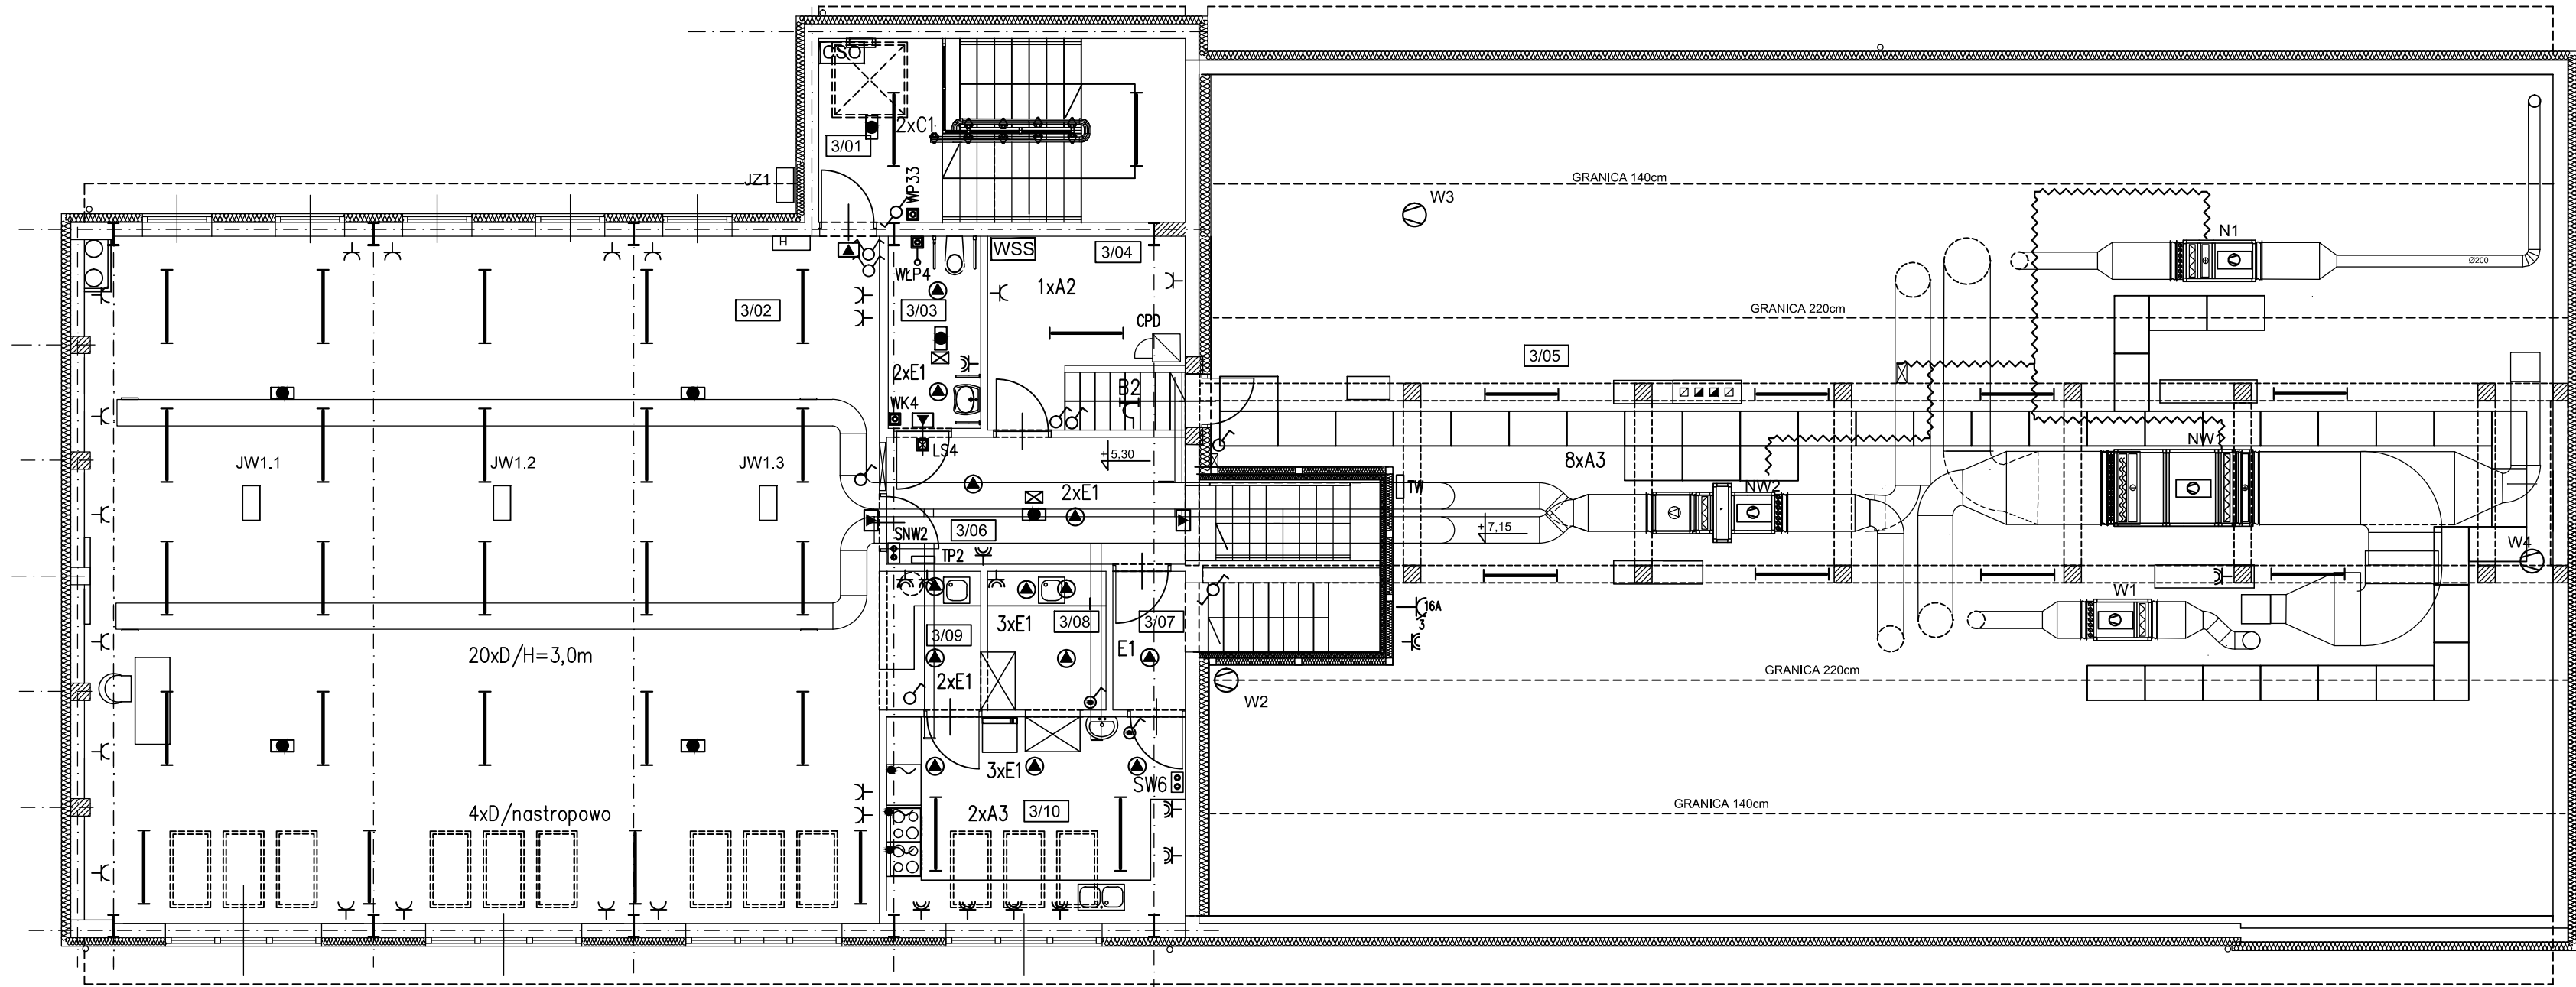 CSO
2xC1
3/01
JZ1
WP33
GRANICA 140cm
W3
N1
H
WŁP4
WSS
3/04
Ø200
1xA2
3/02
3/03
GRANICA 220cm
CPD
3/05
2xE1
B2
WK4
LS4
+5,30
NW1
JW1.1
JW1.2
JW1.3
8xA3
TW
NW2
2xE1
3/06
SNW2
+7,15
TP2
W4
W1
16A
3
3/09
3xE1
3/08
3/07
E1
20xD/H=3,0m
2xE1
GRANICA 220cm
W2
3xE1
SW6
4xD/nastropowo
2xA3
3/10
GRANICA 140cm